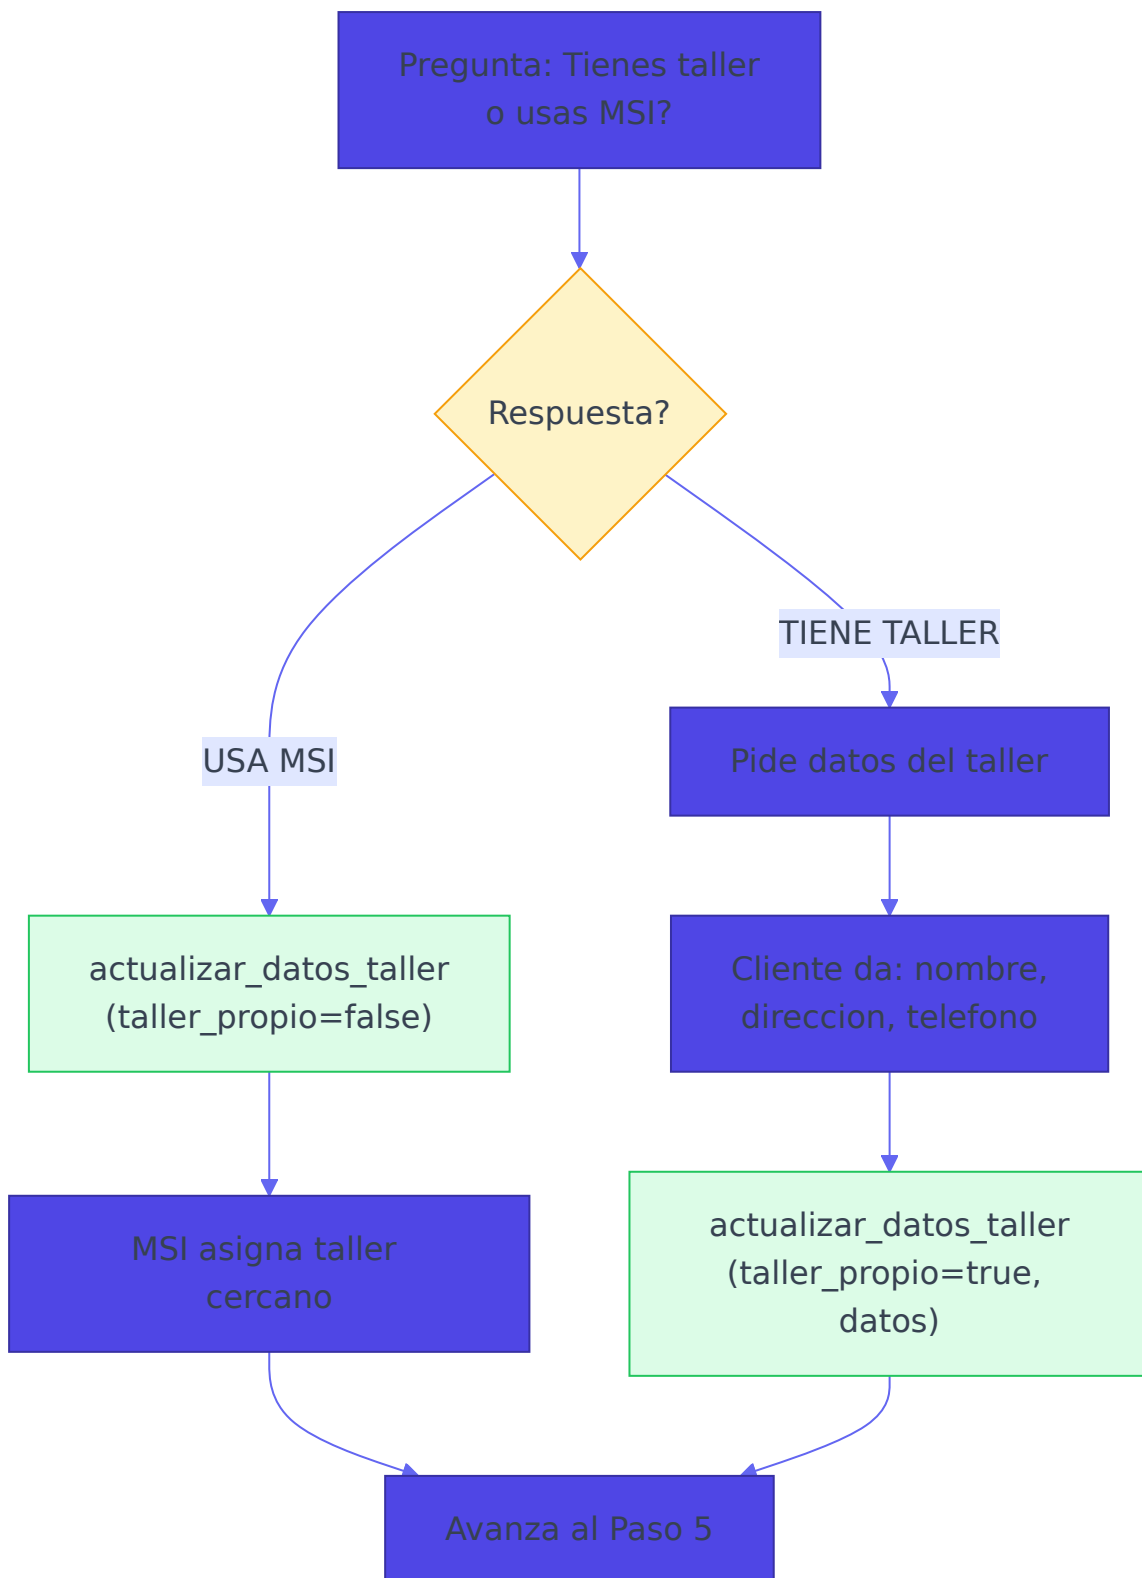 Pregunta: Tienes taller
o usas MSI?
Respuesta?
TIENE TALLER
USA MSI
Pide datos del taller
actualizar_datos_taller
(taller_propio=false)
Cliente da: nombre,
direccion, telefono
MSI asigna taller
cercano
actualizar_datos_taller
(taller_propio=true,
datos)
Avanza al Paso 5